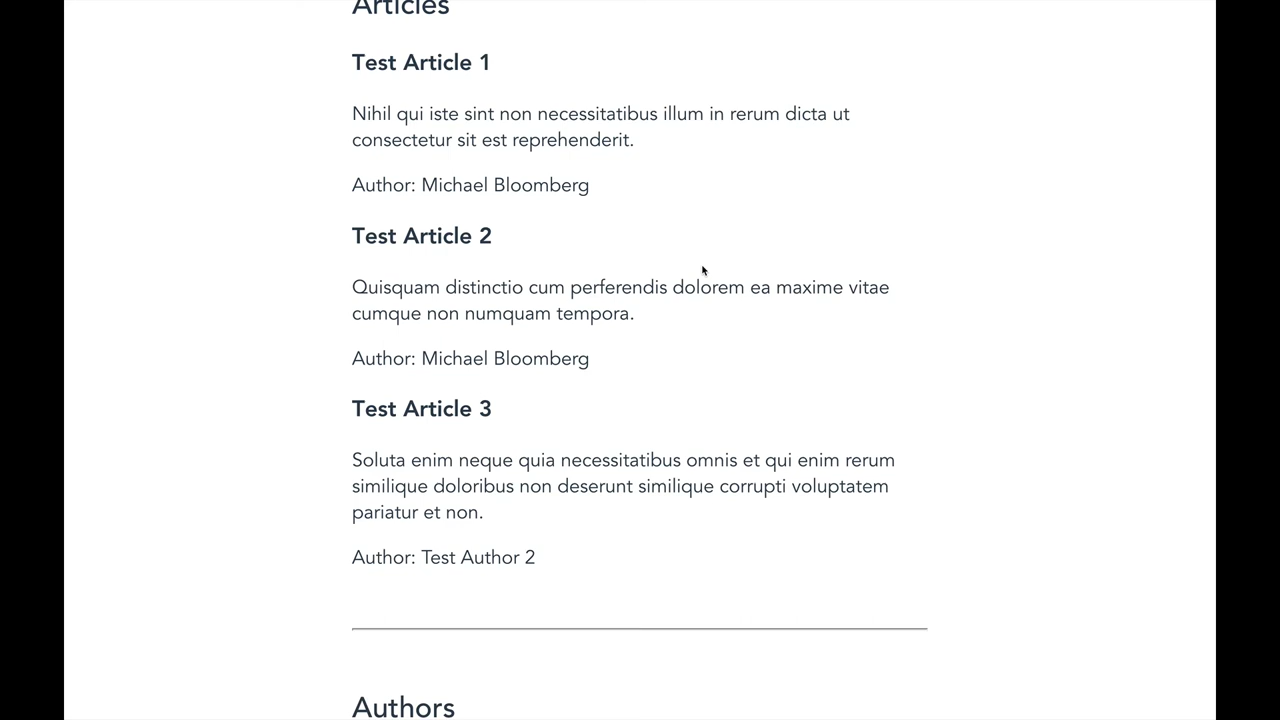 Articles
Test Article 1
Nihil qui iste sint non necessitatibus illum in rerum dicta ut
consectetur sit est reprehenderit.
Author: Michael Bloomberg
Test Article 2
Quisquam distinctio cum perferendis dolorem ea maxime vitae
cumque non numquam tempora.
Author: Michael Bloomberg
Test Article 3
Soluta enim neque quia necessitatibus omnis et qui enim rerum
similique doloribus non deserunt similique corrupti voluptatem
pariatur et non.
Author: Test Author 2
Authors